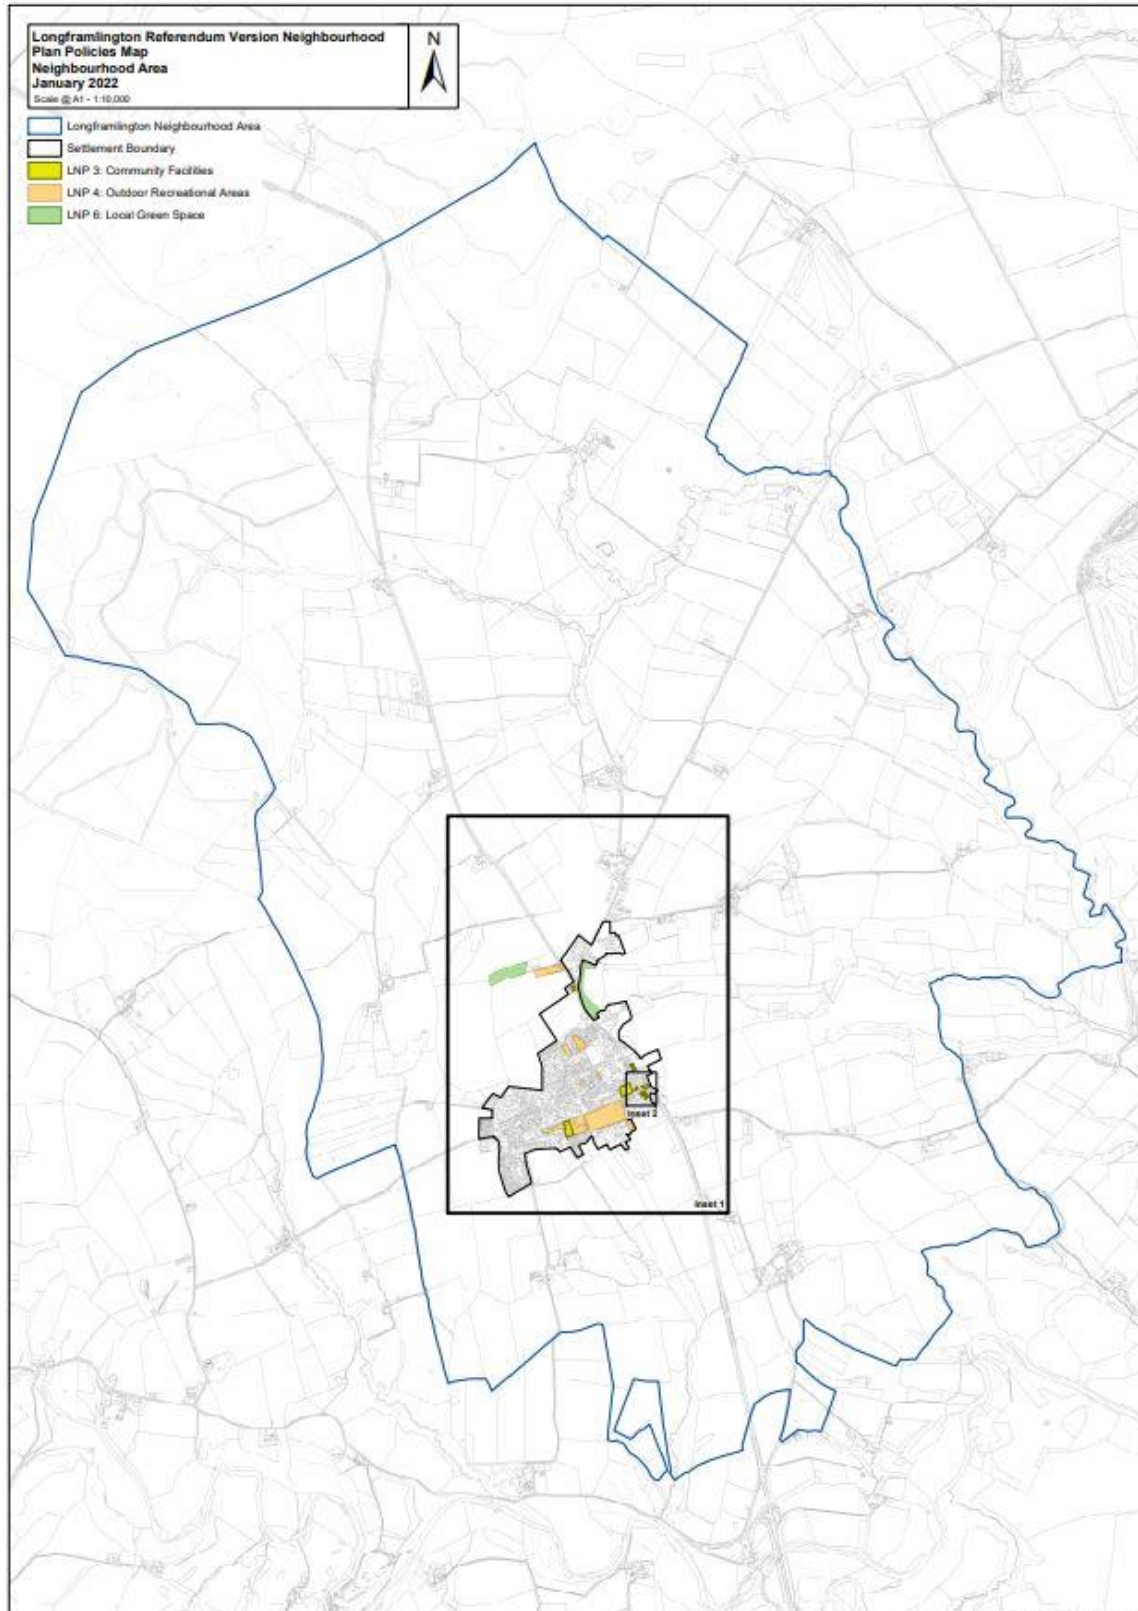 Longframlington Referendum Version Neighbourhood
Plan Policies Map
Neighbourhood Area
January 2022
Scale @ A1 - 1:10,000
N
Longframlington Neighbourhood Area
Settlement Boundary
LNP 3: Community Facilities
LNP 4: Outdoor Recreational Areas
LNP 6: Local Green Space
Inset 2
Inset 1